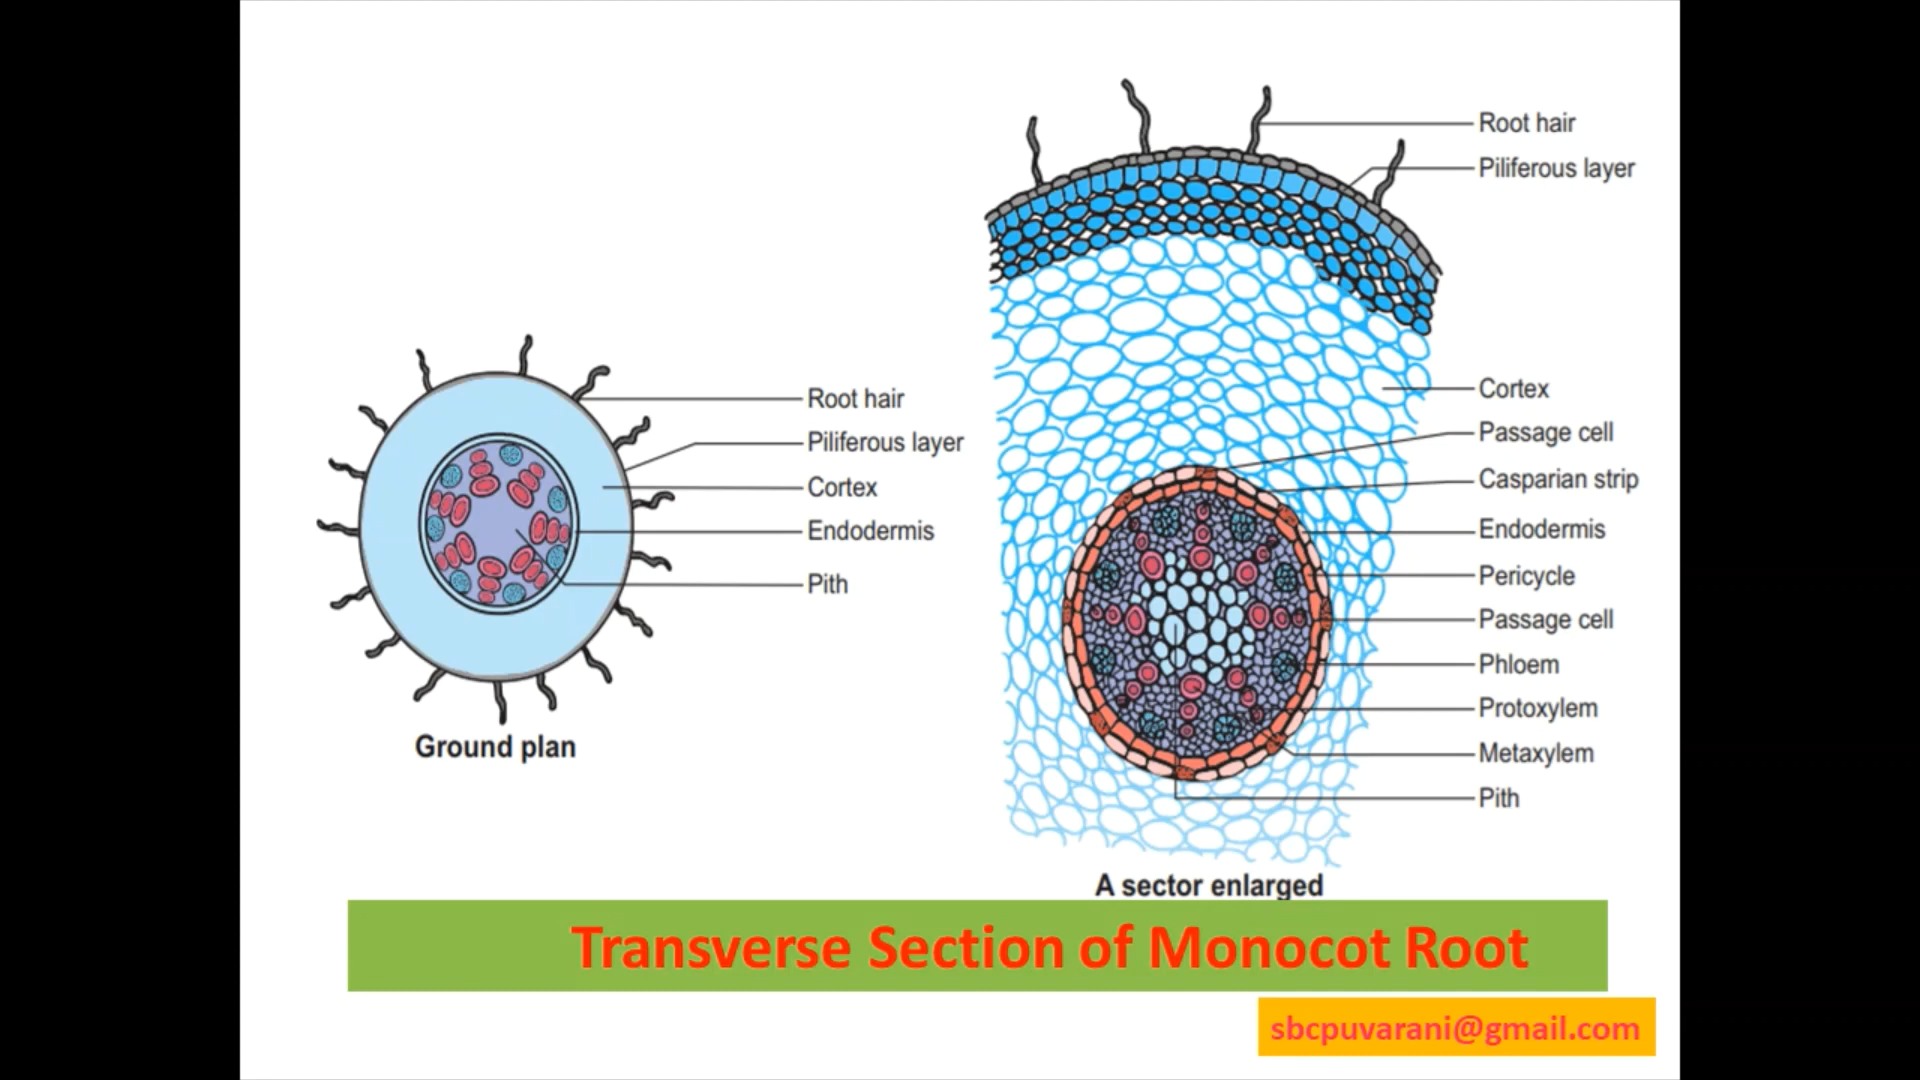 Root hair
Piliferous layer
Cortex
Endodermis
Pith
Ground plan
Root hair
Piliferous layer
Cortex
Passage cell
Casparian strip
Endodermis
Pericycle
Passage cell
Phloem
Protoxylem
Metaxylem
Pith
A sector enlarged
Transverse Section of Monocot Root
sbcpuvarani@gmail.com